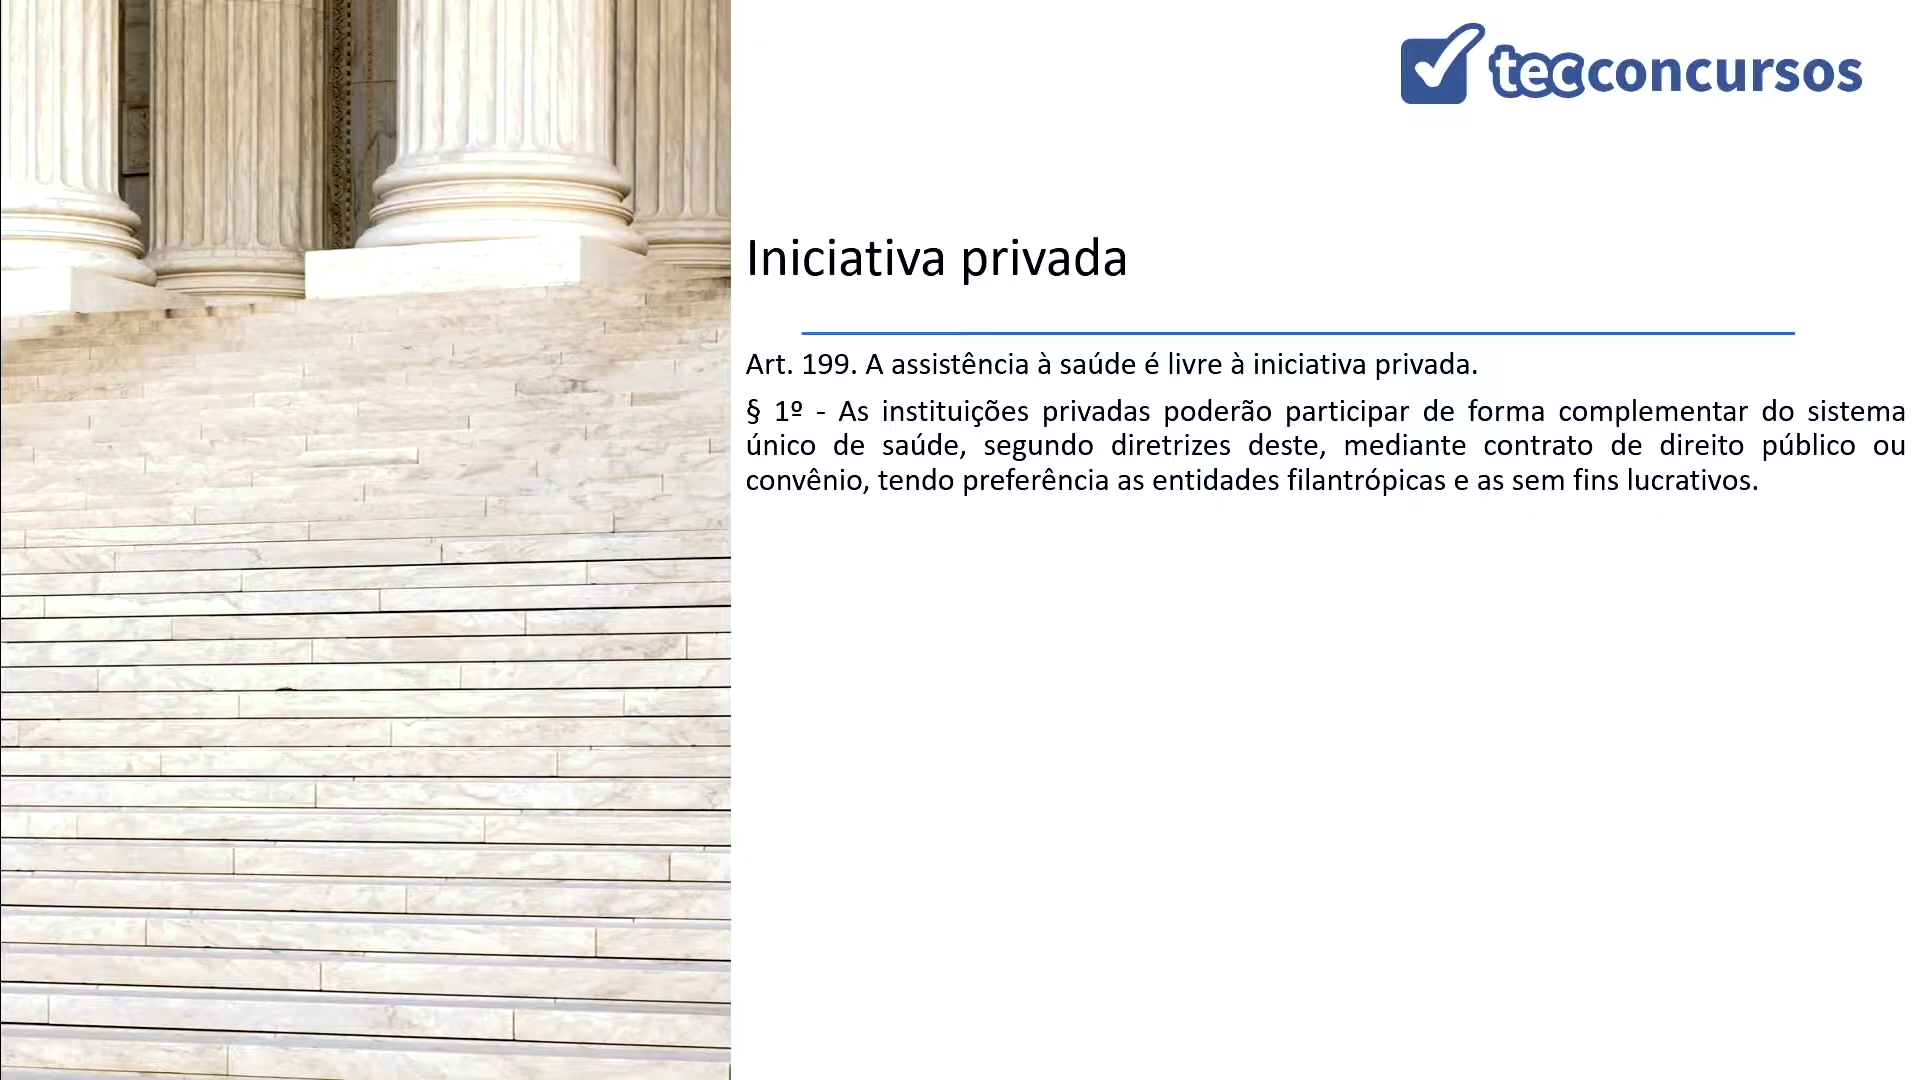 tecconcursos
Iniciativa privada
Art. 199. A assistência à saúde é livre à iniciativa privada.
§ 1º - As instituições privadas poderão participar de forma complementar do sistema
único de saúde, segundo diretrizes deste, mediante contrato de direito público ou
convênio, tendo preferência as entidades filantrópicas e as sem fins lucrativos.